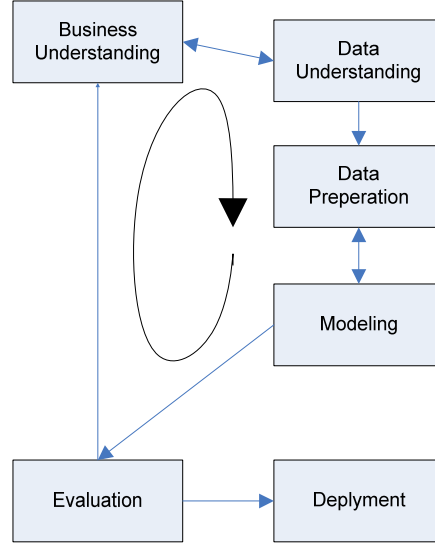 Business
Understanding
Data
Understanding
Data
Preperation
Modeling
Evaluation
Deplyment